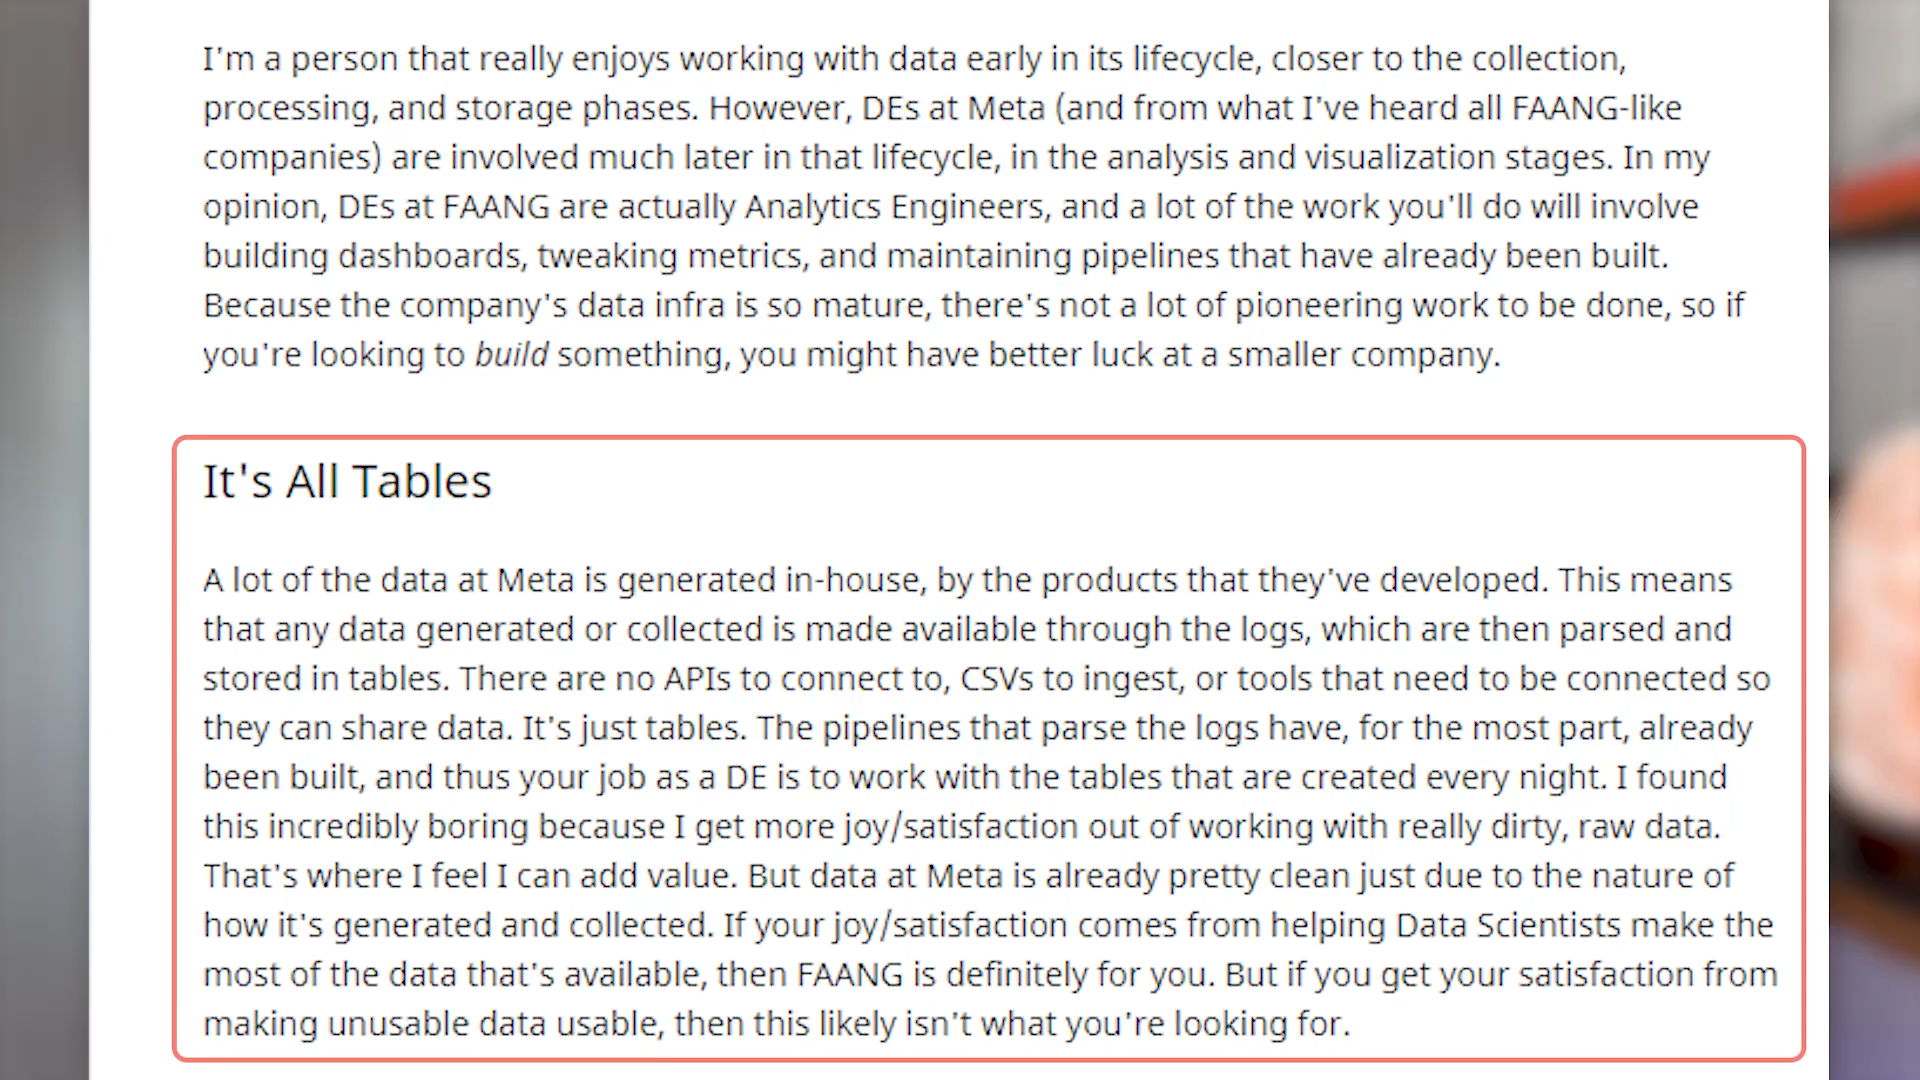 I'm a person that really enjoys working with data early in its lifecycle, closer to the collection,
processing, and storage phases. However, DEs at Meta (and from what I've heard all FAANG-like
companies) are involved much later in that lifecycle, in the analysis and visualization stages. In my
opinion, DEs at FAANG are actually Analytics Engineers, and a lot of the work you'll do will involve
building dashboards, tweaking metrics, and maintaining pipelines that have already been built.
Because the company's data infra is so mature, there's not a lot of pioneering work to be done, so if
you're looking to build something, you might have better luck at a smaller company.
It's All Tables
A lot of the data at Meta is generated in-house, by the products that they've developed. This means
that any data generated or collected is made available through the logs, which are then parsed and
stored in tables. There are no APIs to connect to, CSVs to ingest, or tools that need to be connected so
they can share data. It's just tables. The pipelines that parse the logs have, for the most part, already
been built, and thus your job as a DE is to work with the tables that are created every night. I found
this incredibly boring because I get more joy/satisfaction out of working with really dirty, raw data.
That's where I feel I can add value. But data at Meta is already pretty clean just due to the nature of
how it's generated and collected. If your joy/satisfaction comes from helping Data Scientists make the
most of the data that's available, then FAANG is definitely for you. But if you get your satisfaction from
making unusable data usable, then this likely isn't what you're looking for.